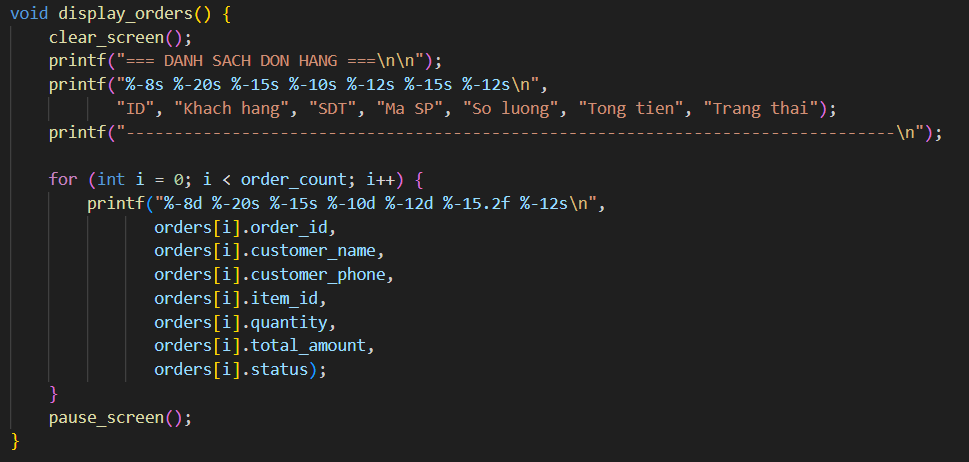 void display_orders() {
    clear_screen();
    printf("=== DANH SACH DON HANG ===\n\n");
    printf("%-8s %-20s %-15s %-10s %-12s %-15s %-12s\n",
           "ID", "Khach hang", "SDT", "Ma SP", "So luong", "Tong tien", "Trang thai");
    printf("--------------------------------------------------------------------------------\n");

    for (int i = 0; i < order_count; i++) {
        printf("%-8d %-20s %-15s %-10d %-12d %-15.2f %-12s\n",
               orders[i].order_id,
               orders[i].customer_name,
               orders[i].customer_phone,
               orders[i].item_id,
               orders[i].quantity,
               orders[i].total_amount,
               orders[i].status);
    }
    pause_screen();
}